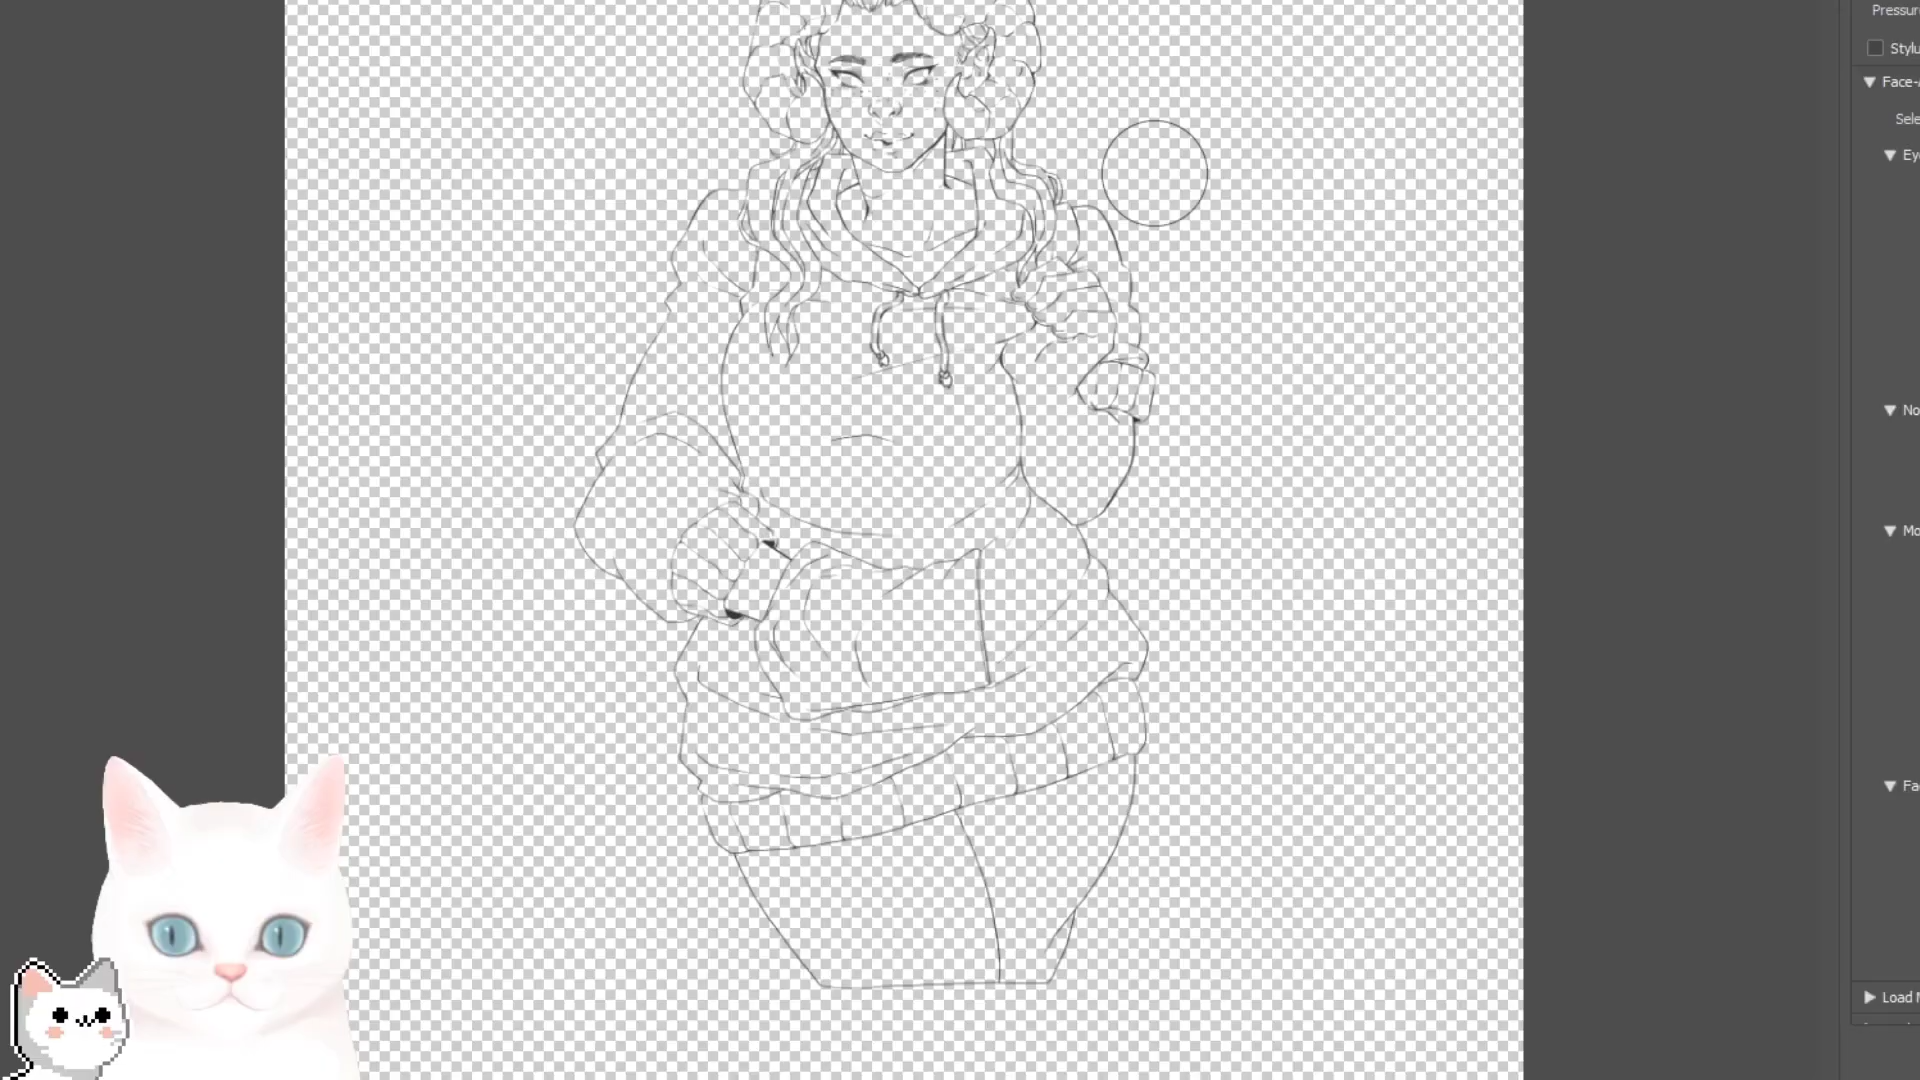 Pressur
Stylu
Face-
Sele
Ey
No
Mo
Fa
Load